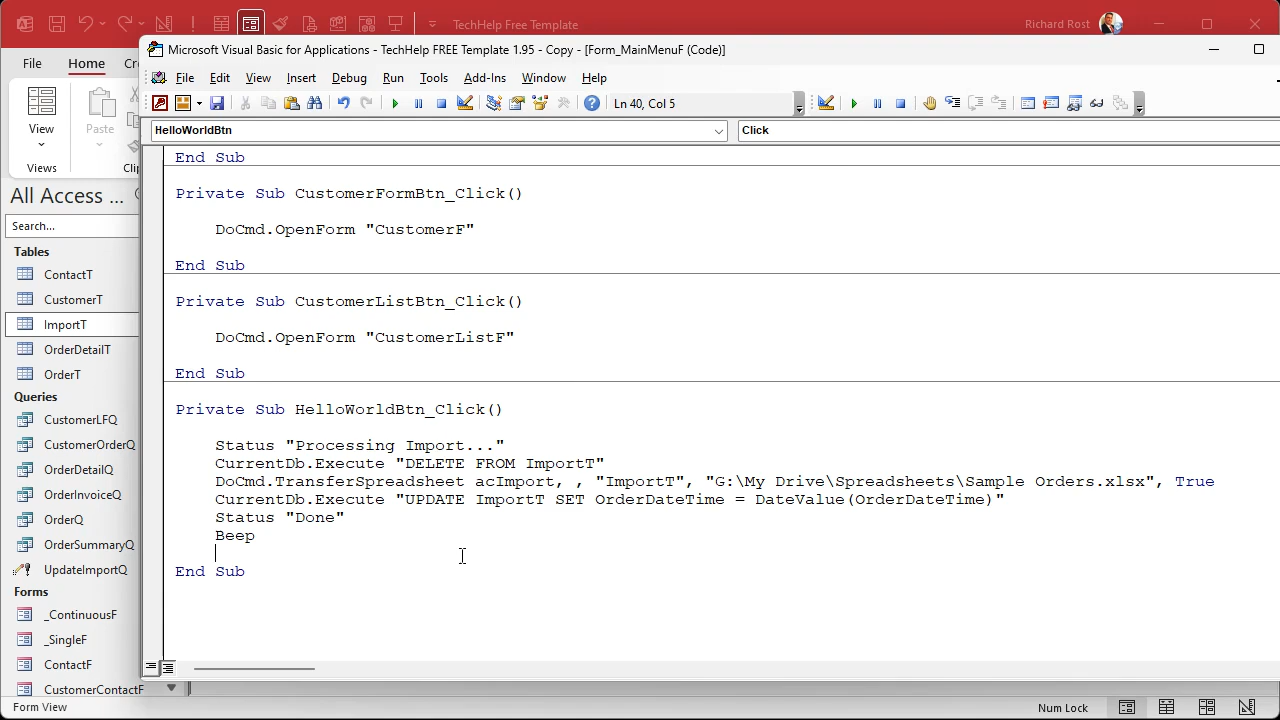 TechHelp Free Template
Richard Rost
File
Home
Cr
View
Views
Paste
Clip
All Access ...
Search...
Tables
ContactT
CustomerT
ImportT
OrderDetailT
OrderT
Queries
CustomerLFQ
CustomerOrderQ
OrderDetailQ
OrderInvoiceQ
OrderQ
OrderSummaryQ
UpdateImportQ
Forms
_ContinuousF
_SingleF
ContactF
CustomerContactF
Microsoft Visual Basic for Applications - TechHelp FREE Template 1.95 - Copy - [Form_MainMenuF (Code)]
File Edit View Insert Debug Run Tools Add-Ins Window Help
Ln 40, Col 5
HelloWorldBtn
Click
End Sub
Private Sub CustomerFormBtn_Click()
DoCmd.OpenForm "CustomerF"
End Sub
Private Sub CustomerListBtn_Click()
DoCmd.OpenForm "CustomerListF"
End Sub
Private Sub HelloWorldBtn_Click()
Status "Processing Import..."
CurrentDb.Execute "DELETE FROM ImportT"
DoCmd.TransferSpreadsheet acImport, , "ImportT", "G:\My Drive\Spreadsheets\Sample Orders.xlsx", True
CurrentDb.Execute "UPDATE ImportT SET OrderDateTime = DateValue(OrderDateTime)"
Status "Done"
Beep
End Sub
Form View
Num Lock